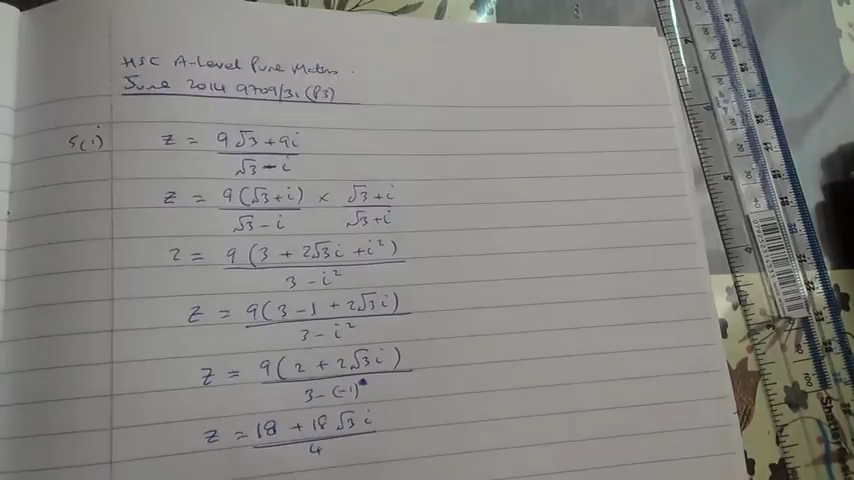 HSC A-Level Pure Maths.
June 2014 9709/31 (P3)
5(i) z = 9√3 + 9i
√3 - i
z = 9(√3 + i) × √3 + i
√3 - i √3 + i
z = 9(3 + 2√3i + i²)
3 - i²
z = 9(3 - 1 + 2√3i)
3 - i²
z = 9(2 + 2√3i)
3 - (-1)
z = 18 + 18√3i
4